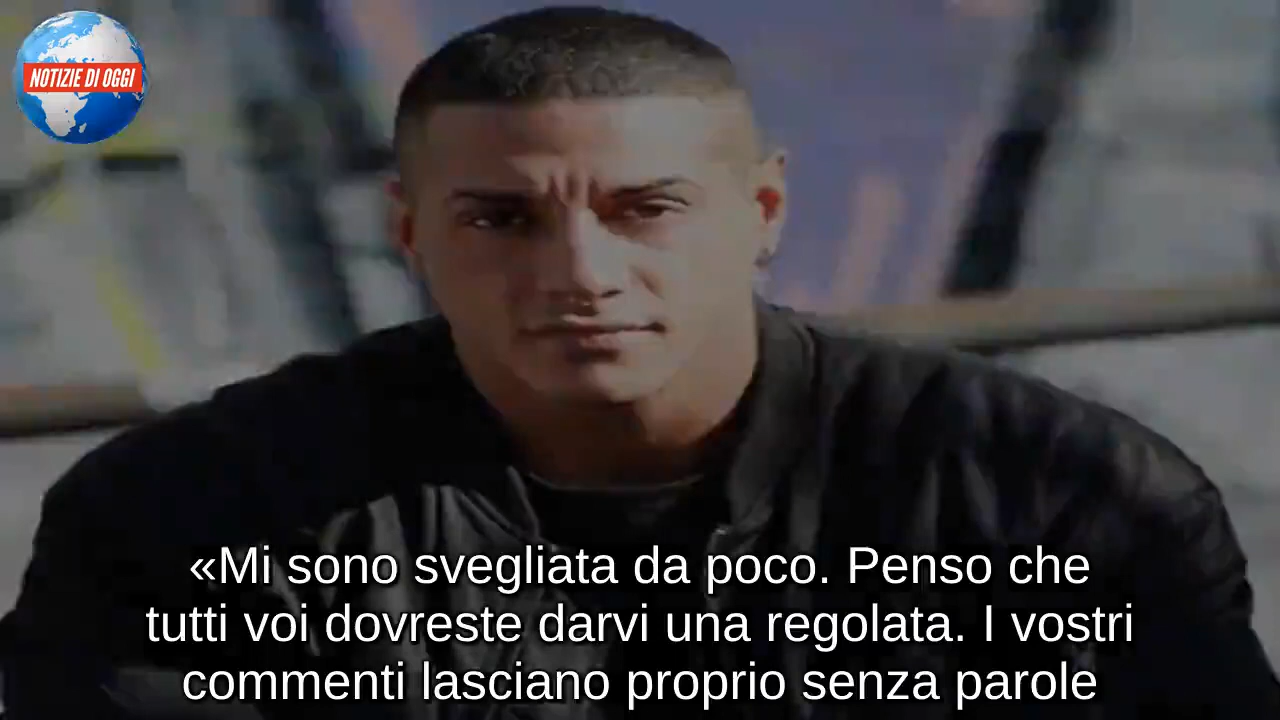 NOTIZIE DI OGGI
«Mi sono svegliata da poco. Penso che
tutti voi dovreste darvi una regolata. I vostri
commenti lasciano proprio senza parole